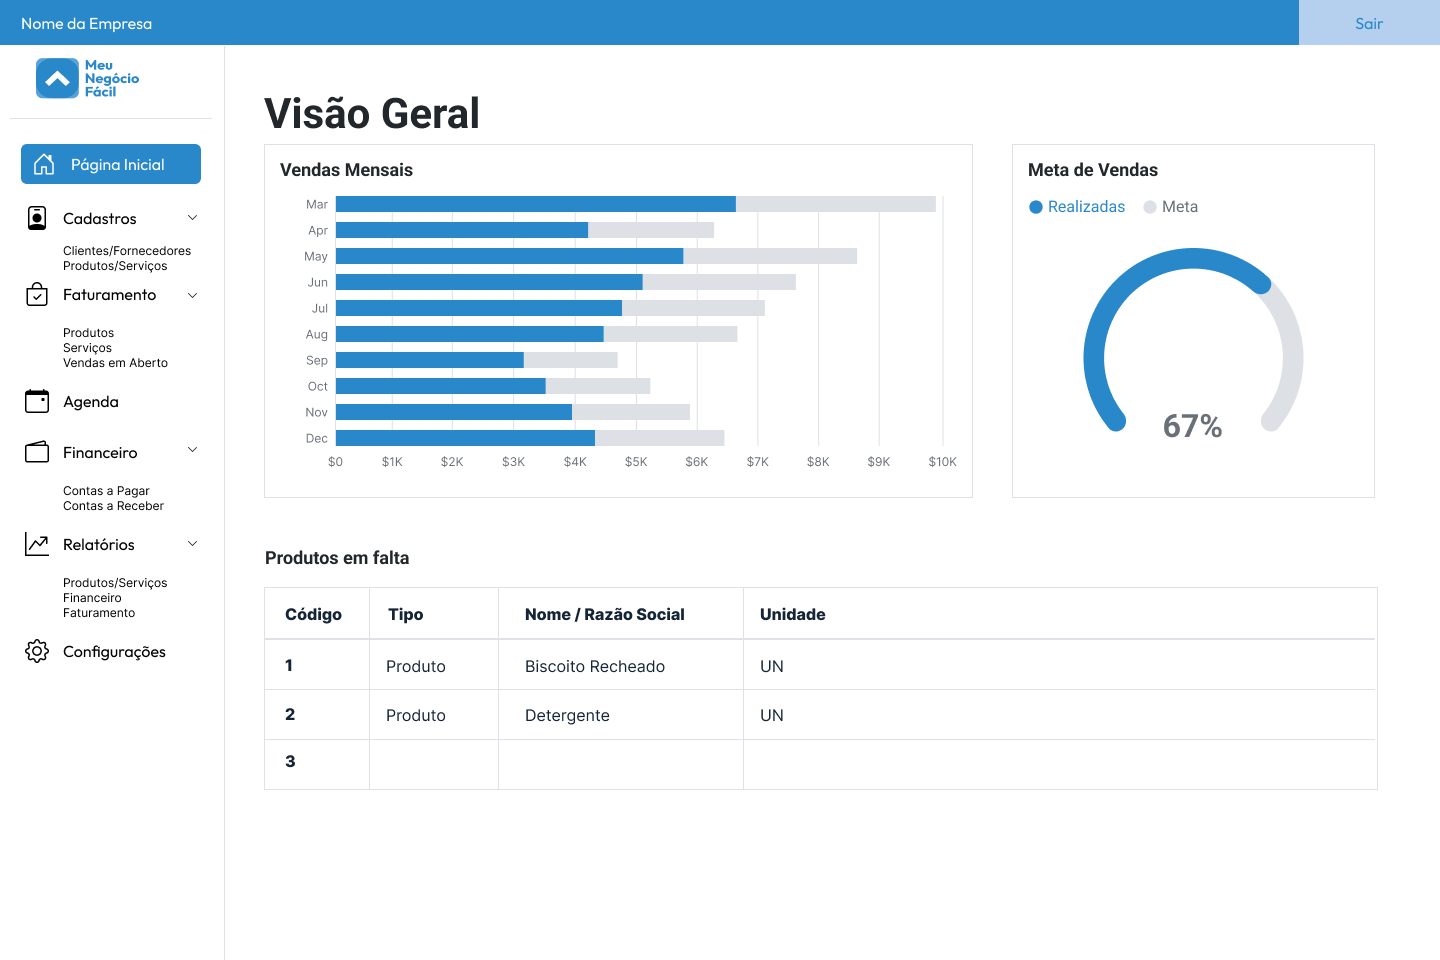 Nome da Empresa
Sair
Meu
Negócio
Fácil
Página Inicial
Cadastros
Clientes/Fornecedores
Produtos/Serviços
Faturamento
Produtos
Serviços
Vendas em Aberto
Agenda
Financeiro
Contas a Pagar
Contas a Receber
Relatórios
Produtos/Serviços
Financeiro
Faturamento
Configurações
Visão Geral
Vendas Mensais
Mar
Apr
May
Jun
Jul
Aug
Sep
Oct
Nov
Dec
$0 $1K $2K $3K $4K $5K $6K $7K $8K $9K $10K
Meta de Vendas
Realizadas Meta
67%
Produtos em falta
Código Tipo Nome / Razão Social Unidade
1 Produto Biscoito Recheado UN
2 Produto Detergente UN
3